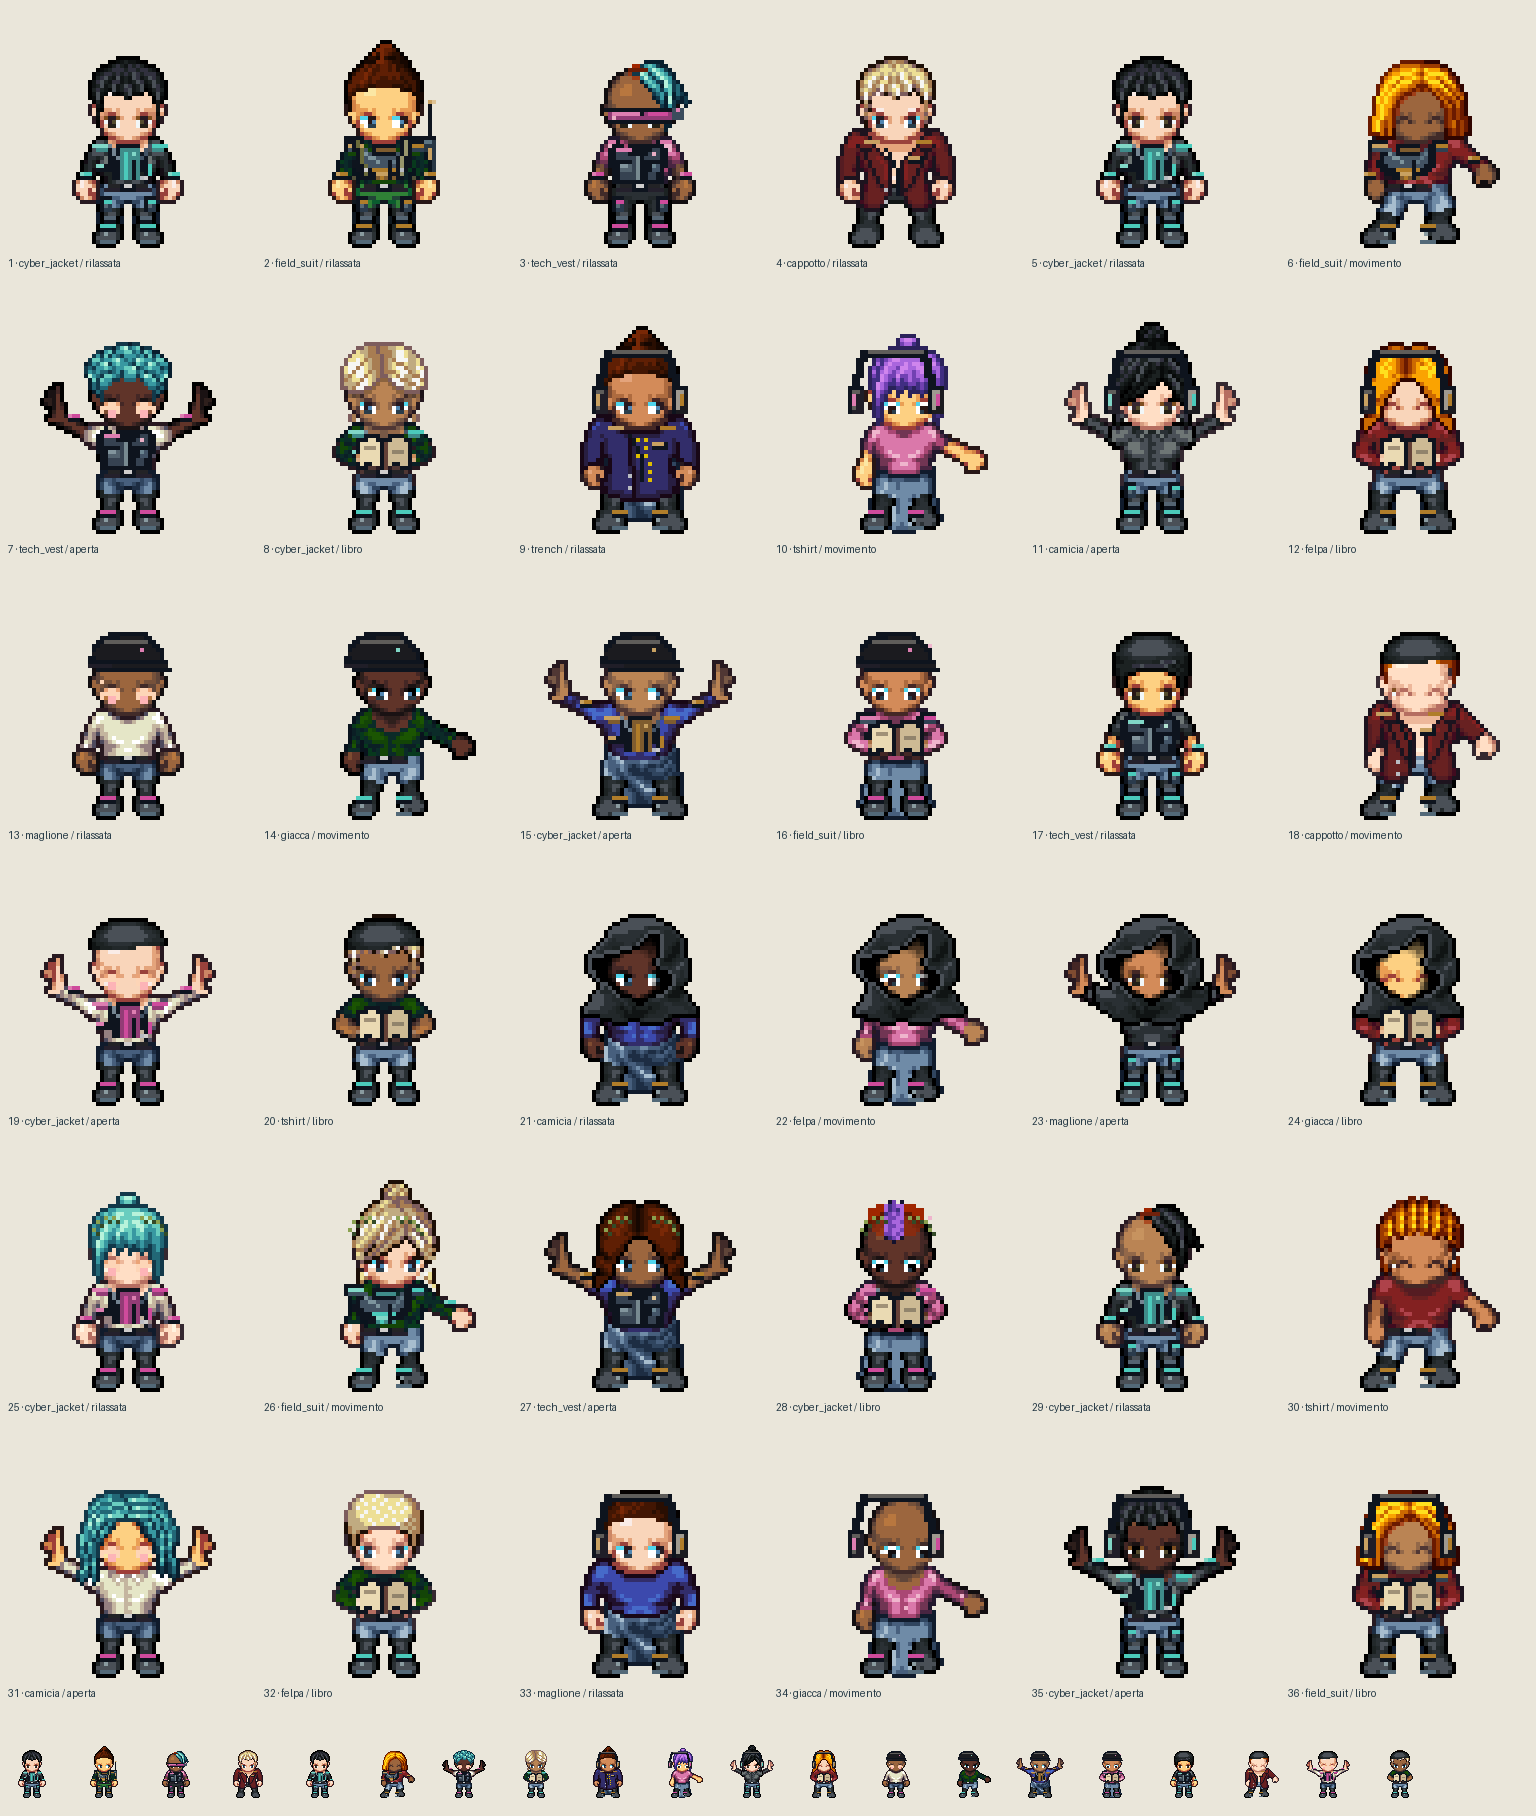 1·cyber_jacket / rilassata
2·field_suit / rilassata
3·tech_vest / rilassata
4·cappotto / rilassata
5·cyber_jacket / rilassata
6·field_suit / movimento
7·tech_vest / aperta
8·cyber_jacket / libro
9·trench / rilassata
10·tshirt / movimento
11·camicia / aperta
12·felpa / libro
13·maglione / rilassata
14·giacca / movimento
15·cyber_jacket / aperta
16·field_suit / libro
17·tech_vest / rilassata
18·cappotto / movimento
19·cyber_jacket / aperta
20·tshirt / libro
21·camicia / rilassata
22·felpa / movimento
23·maglione / aperta
24·giacca / libro
25·cyber_jacket / rilassata
26·field_suit / movimento
27·tech_vest / aperta
28·cyber_jacket / libro
29·cyber_jacket / rilassata
30·tshirt / movimento
31·camicia / aperta
32·felpa / libro
33·maglione / rilassata
34·giacca / movimento
35·cyber_jacket / aperta
36·field_suit / libro